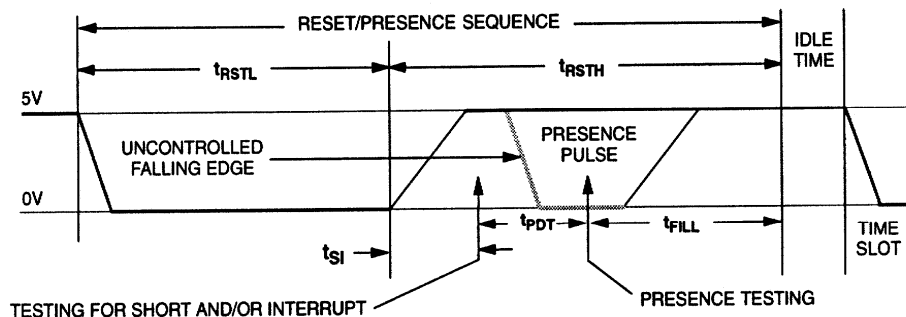 RESET/PRESENCE SEQUENCE
IDLE
TIME
tRSTL
tRSTH
5V
UNCONTROLLED
FALLING EDGE
PRESENCE
PULSE
0V
tPDT
tFILL
TIME
SLOT
tSI
TESTING FOR SHORT AND/OR INTERRUPT
PRESENCE TESTING